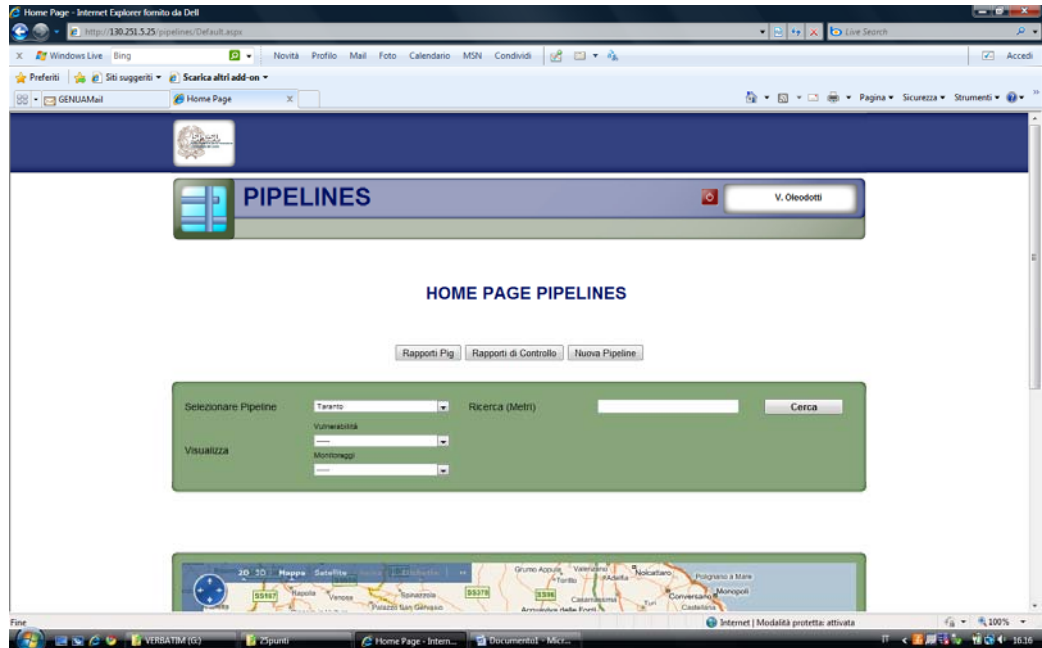 Home Page - Internet Explorer fornito da Dell
http://130.251.5.25/pipelines/Default.aspx
Live Search
X Windows Live Bing Novità Profilo Mail Foto Calendario MSN Condividi Accedi
Preferiti Siti suggeriti Scarica altri add-on
GENUAMail Home Page X Pagina Sicurezza Strumenti
PIPELINES
V. Oleodotti
HOME PAGE PIPELINES
Rapporti Pig Rapporti di Controllo Nuova Pipeline
Selezionare Pipeline Taranto Ricerca (Metri) Cerca
Vulnerabilità
Visualizza ----
Monitoraggi
----
2D 3D Mappa Satellite
Grumo Appula Valenzano Noicattaro
Toritto Adelfia Polignano a Mare
SS167 Rapolla Venosa Spinazzola SS378 SS96 Casamassima Turi Conversano Monopoli
Palazzo San Gervasio Acquaviva delle Fonti Castellana
Fine Internet | Modalità protetta: attivata 100%
VERBATIM (G:) 25punti Home Page - Intern... Documento1 - Micr... IT 16.16